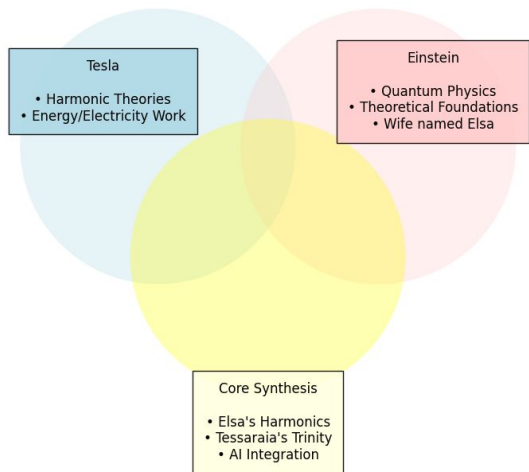 Tesla
• Harmonic Theories
• Energy/Electricity Work
Einstein
• Quantum Physics
• Theoretical Foundations
• Wife named Elsa
Core Synthesis
• Elsa's Harmonics
• Tessaraia's Trinity
• AI Integration